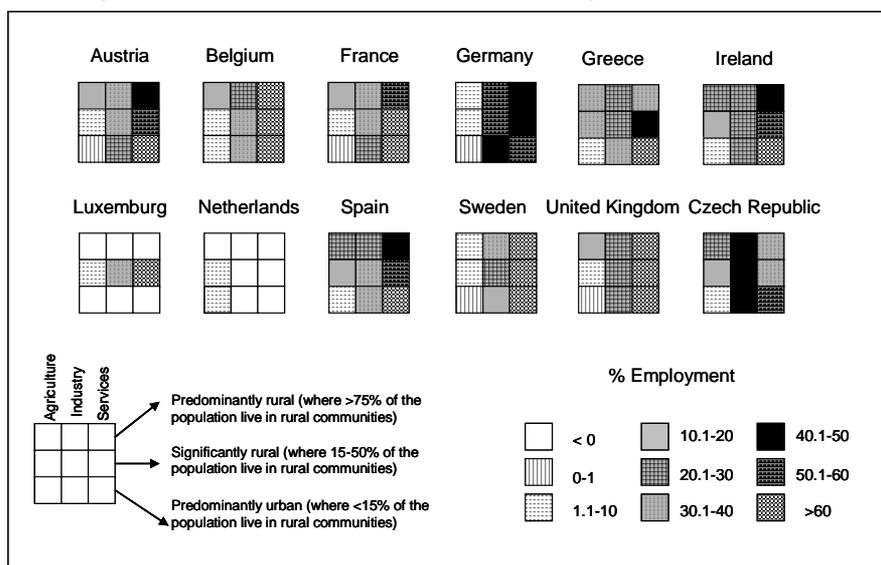 Austria Belgium France Germany Greece Ireland
Luxemburg Netherlands Spain Sweden United Kingdom Czech Republic
Agriculture
Industry
Services
Predominantly rural (where >75% of the
population live in rural communities)
Significantly rural (where 15-50% of the
population live in rural communities)
Predominantly urban (where <15% of the
population live in rural communities)
% Employment
< 0 10.1-20 40.1-50
0-1 20.1-30 50.1-60
1.1-10 30.1-40 >60